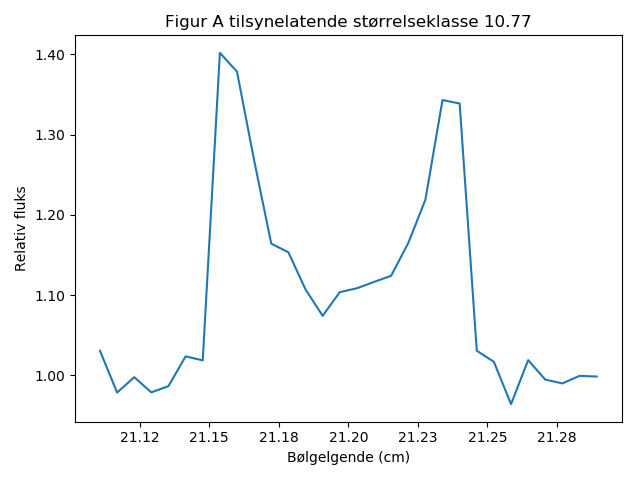 Figur A tilsynelatende størrelseklasse 10.77
1.40
1.30
1.20
1.10
1.00
Relativ fluks
21.12 21.15 21.18 21.20 21.23 21.25 21.28
Bølgelgende (cm)